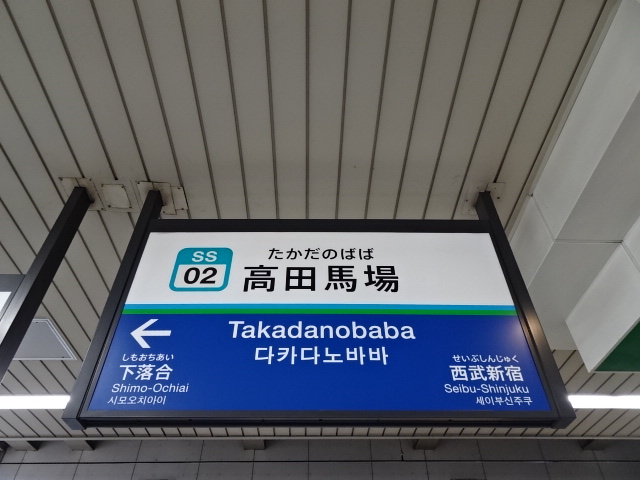 SS
02
たかだのばば
高田馬場
Takadanobaba
다카다노바바
しもおちあい
下落合
Shimo-Ochiai
시모오치아이
せいぶしんじゅく
西武新宿
Seibu-Shinjuku
세이부신주쿠